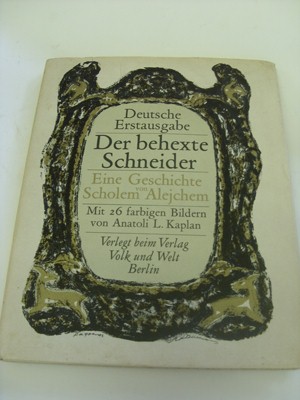 Deutsche
Erstausgabe
Der behexte
Schneider
Eine Geschichte
von
Scholem Alejchem
Mit 26 farbigen Bildern
von Anatoli L. Kaplan
Verlegt beim Verlag
Volk und Welt
Berlin